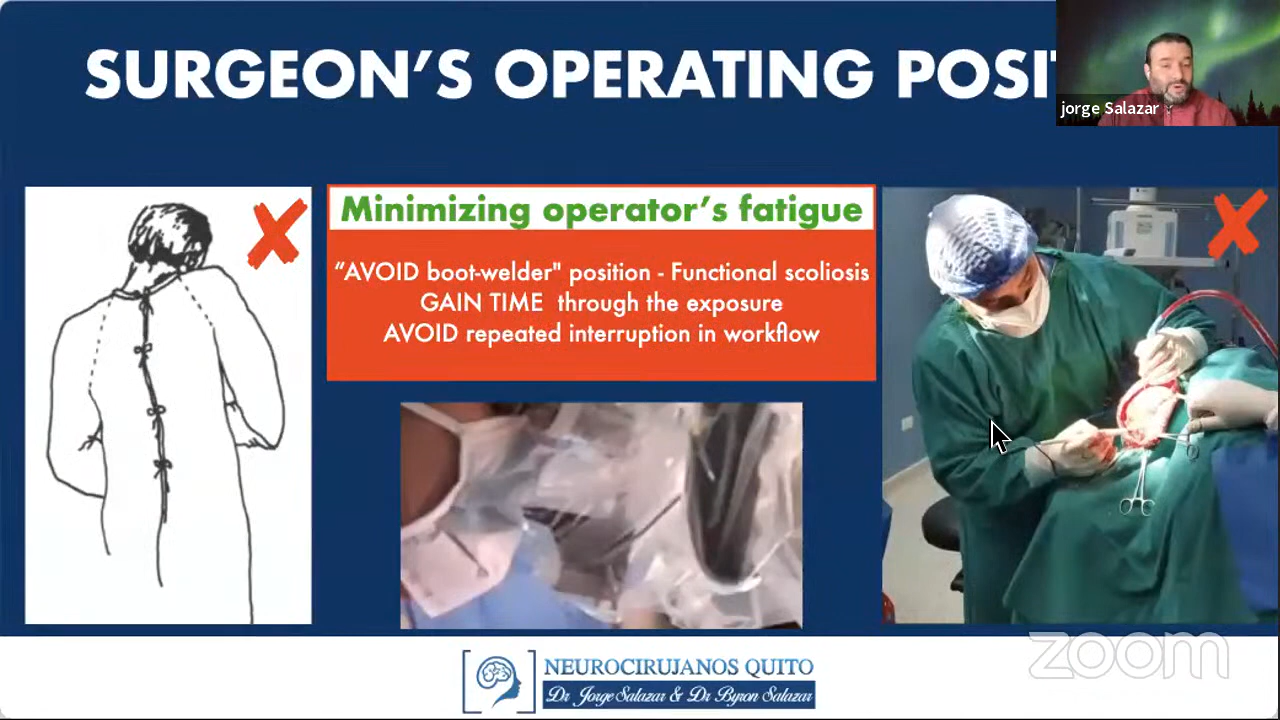 SURGEON'S OPERATING POSIT
jorge Salazar
Minimizing operator's fatigue
“AVOID boot-welder" position - Functional scoliosis
GAIN TIME through the exposure
AVOID repeated interruption in workflow
zoom
NEUROCIRUJANOS QUITO
Dr Jorge Salazar & Dr Byron Salazar